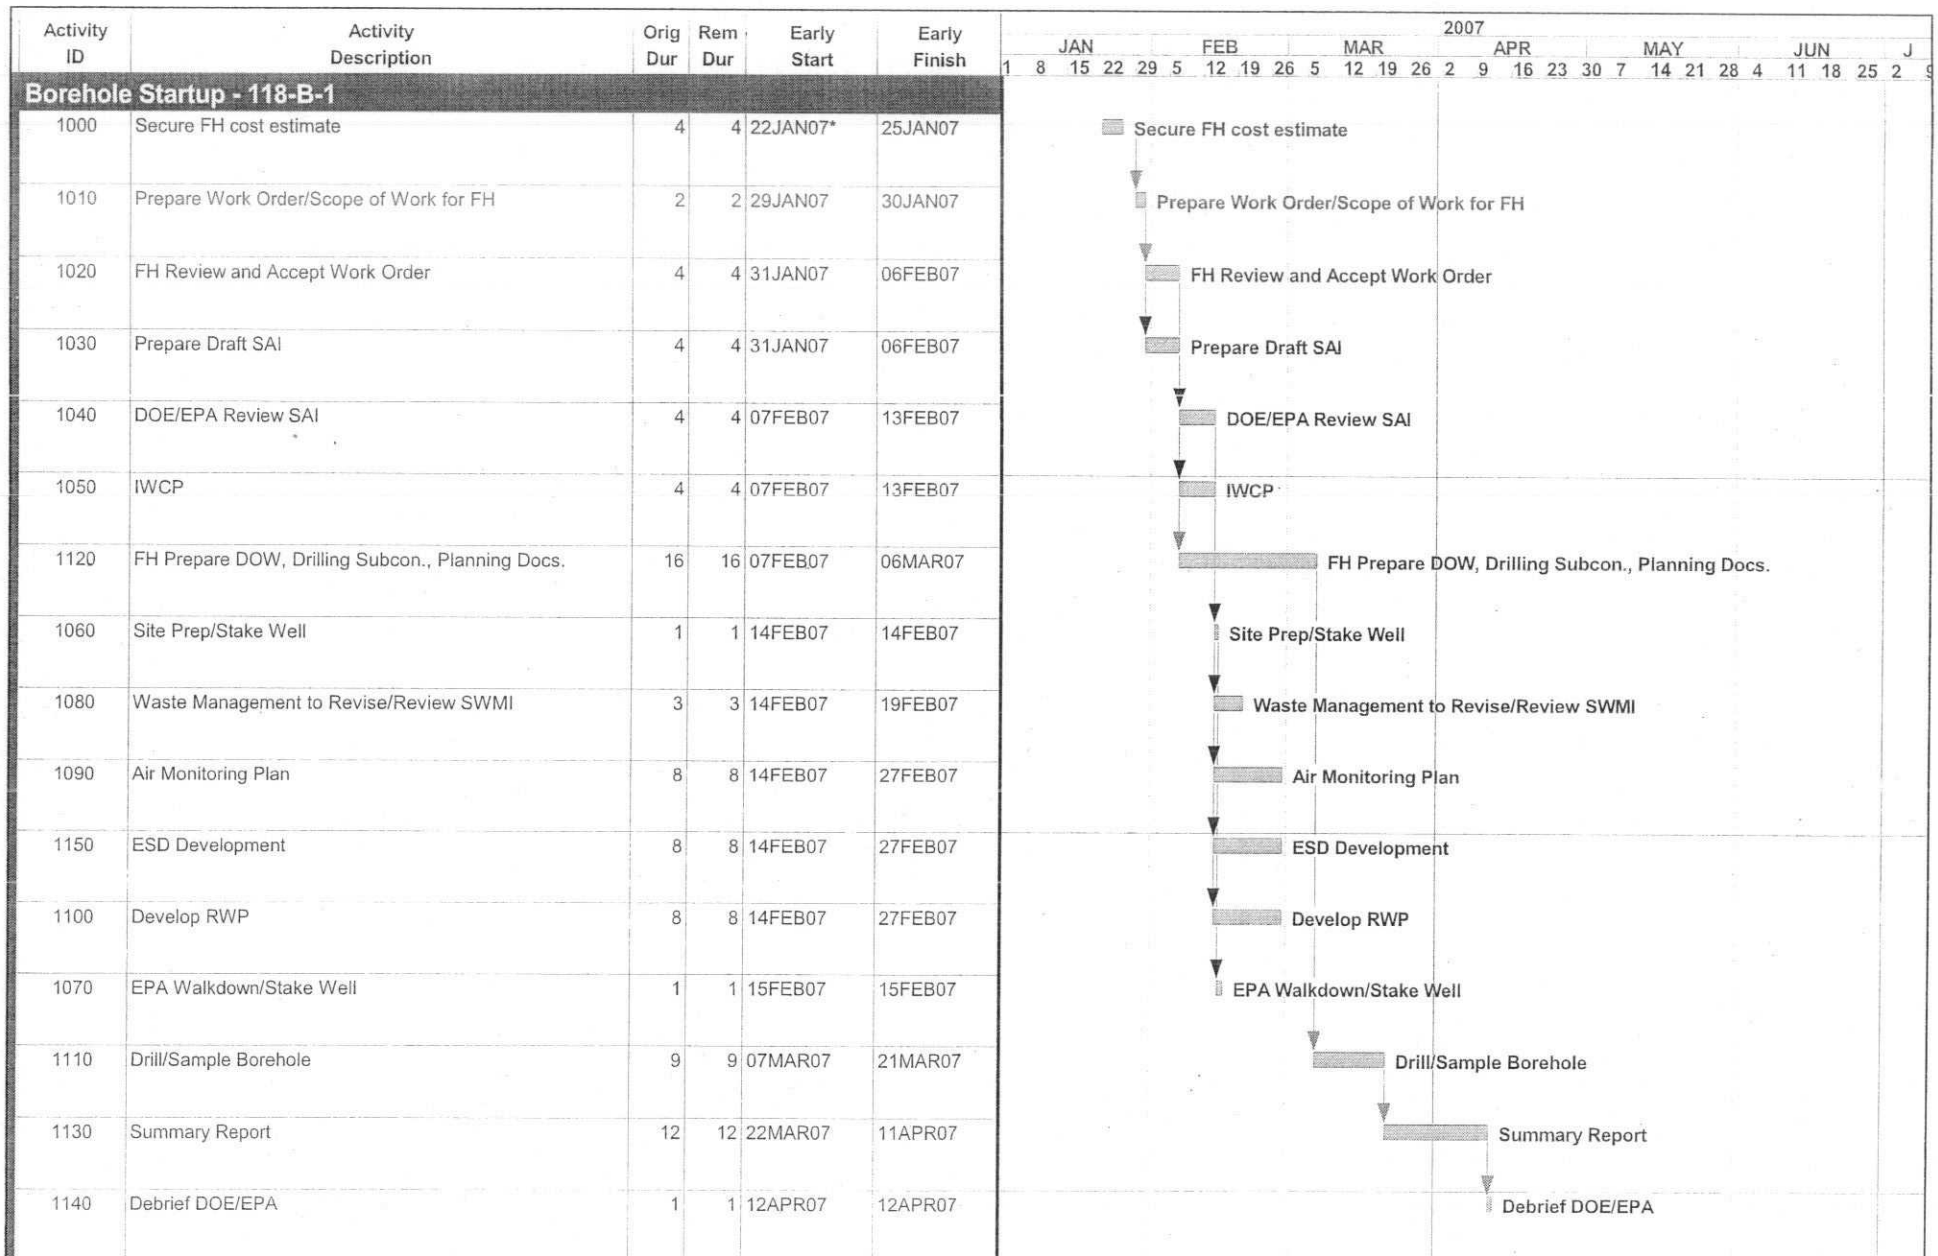 Activity ID Activity Description Orig Dur Rem Dur Early Start Early Finish
2007
JAN FEB MAR APR MAY JUN J
1 8 15 22 29 5 12 19 26 5 12 19 26 2 9 16 23 30 7 14 21 28 4 11 18 25 2 9
Borehole Startup - 118-B-1
1000 Secure FH cost estimate 4 4 22JAN07* 25JAN07 Secure FH cost estimate
1010 Prepare Work Order/Scope of Work for FH 2 2 29JAN07 30JAN07 Prepare Work Order/Scope of Work for FH
1020 FH Review and Accept Work Order 4 4 31JAN07 06FEB07 FH Review and Accept Work Order
1030 Prepare Draft SAI 4 4 31JAN07 06FEB07 Prepare Draft SAI
1040 DOE/EPA Review SAI 4 4 07FEB07 13FEB07 DOE/EPA Review SAI
1050 IWCP 4 4 07FEB07 13FEB07 IWCP
1120 FH Prepare DOW, Drilling Subcon., Planning Docs. 16 16 07FEB07 06MAR07 FH Prepare DOW, Drilling Subcon., Planning Docs.
1060 Site Prep/Stake Well 1 1 14FEB07 14FEB07 Site Prep/Stake Well
1080 Waste Management to Revise/Review SWMI 3 3 14FEB07 19FEB07 Waste Management to Revise/Review SWMI
1090 Air Monitoring Plan 8 8 14FEB07 27FEB07 Air Monitoring Plan
1150 ESD Development 8 8 14FEB07 27FEB07 ESD Development
1100 Develop RWP 8 8 14FEB07 27FEB07 Develop RWP
1070 EPA Walkdown/Stake Well 1 1 15FEB07 15FEB07 EPA Walkdown/Stake Well
1110 Drill/Sample Borehole 9 9 07MAR07 21MAR07 Drill/Sample Borehole
1130 Summary Report 12 12 22MAR07 11APR07 Summary Report
1140 Debrief DOE/EPA 1 1 12APR07 12APR07 Debrief DOE/EPA